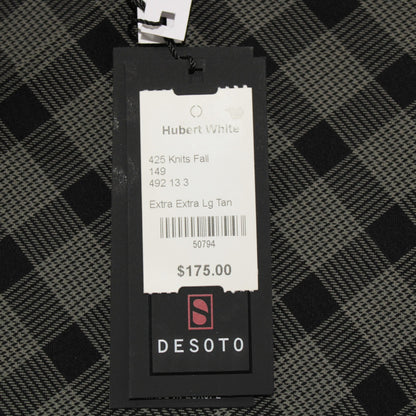 Hubert White
425 Knits Fall
149
492 13 3
Extra Extra Lg Tan
50794
$175.00
DESOTO